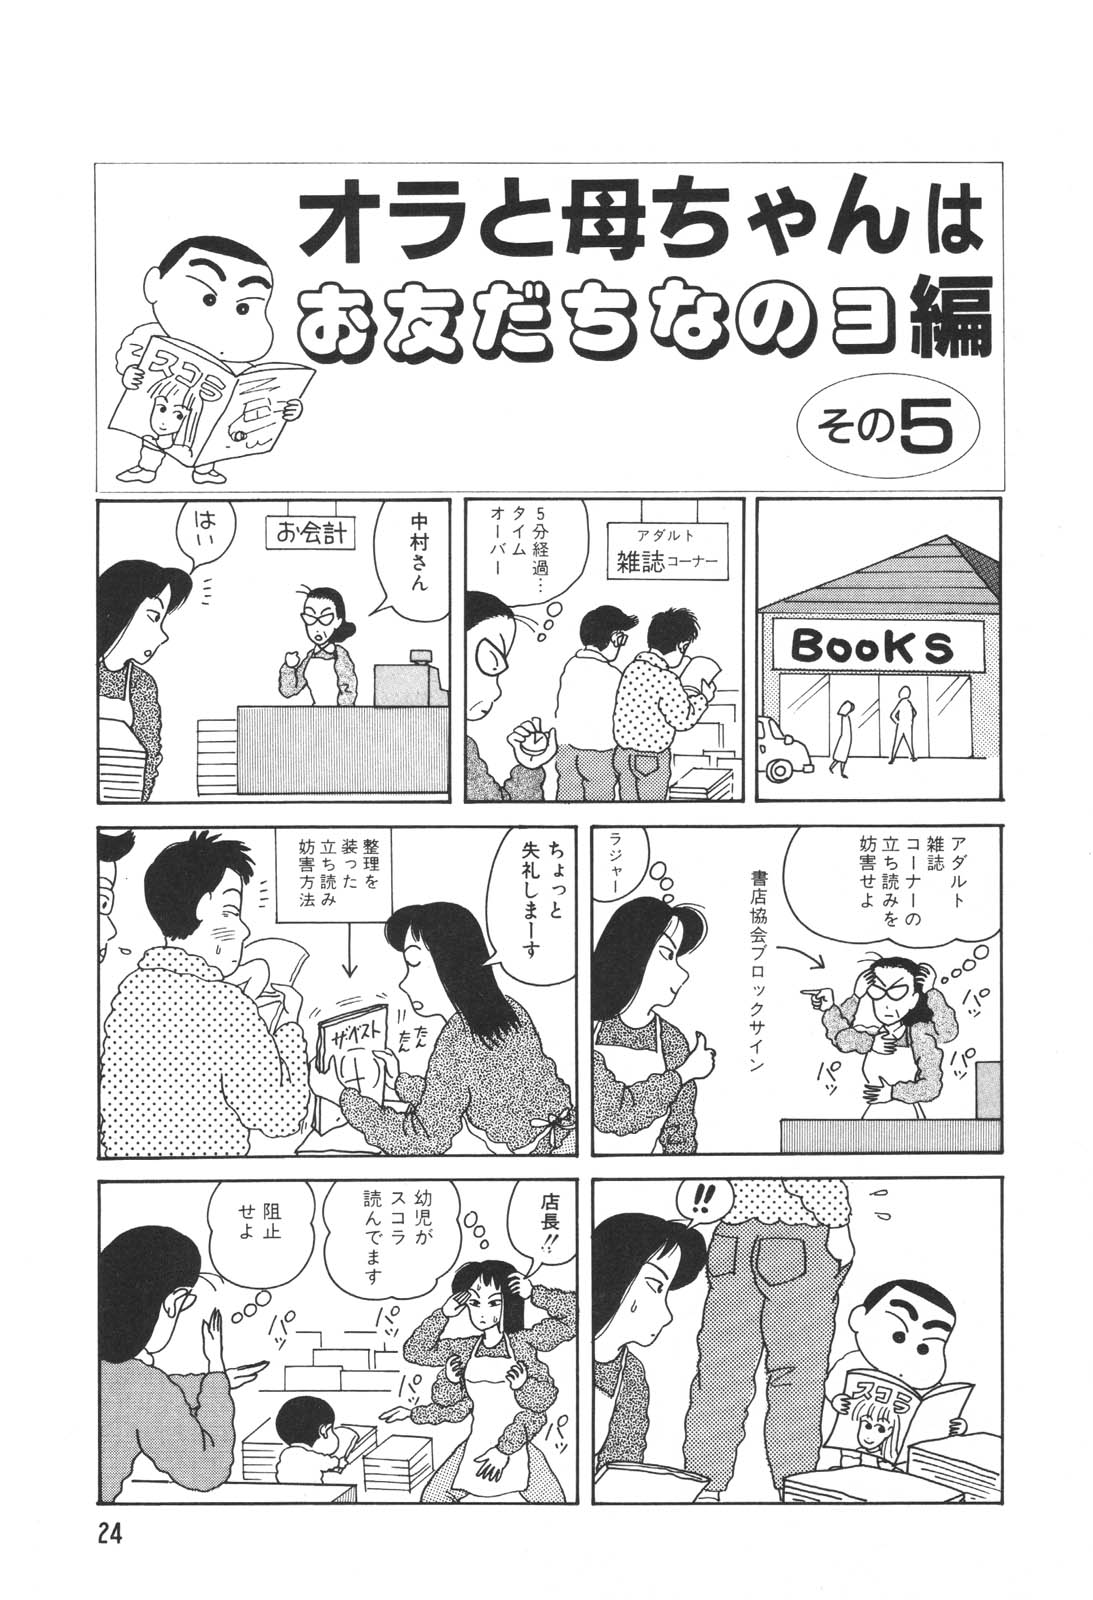 オラと母ちゃんは
お友だちなのヨ編
その5
スコラ
BooKS
アダルト
雑誌コーナー
5分経過…
タイム
オーバー
お会計
中村さん
はい
アダルト
雑誌
コーナーの
立ち読みを
妨害せよ
書店協会ブロックサイン
パッ
パッ
パッ
ラジャー
ちょっと
失礼しまーす
整理を
装った
立ち読み
妨害方法
ザ・ベスト
たん
たん
!!
スコラ
店長!!
幼児が
スコラ
読んでます
パッ
パッ
パッ
阻止
せよ
パッ
パッ
24